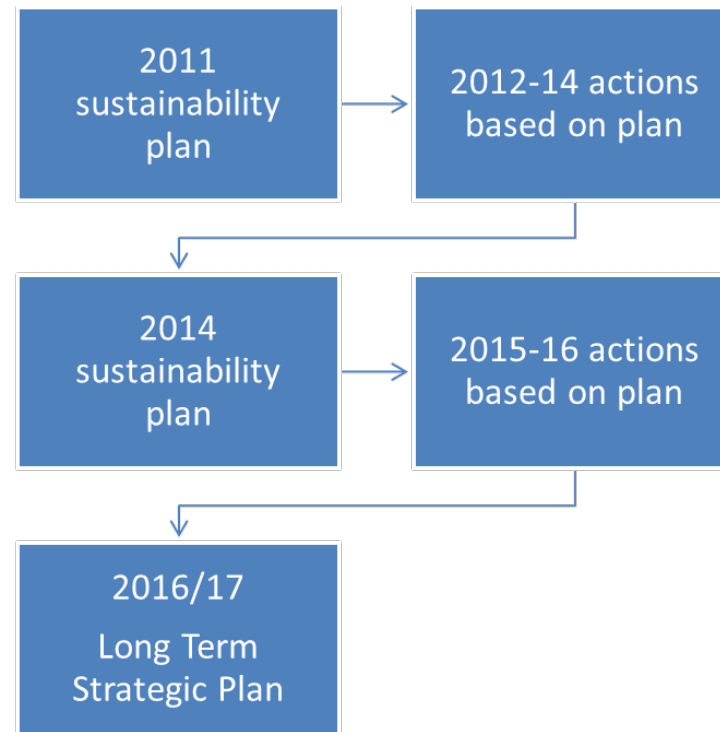 2011
sustainability
plan
2012-14 actions
based on plan
2014
sustainability
plan
2015-16 actions
based on plan
2016/17
Long Term
Strategic Plan